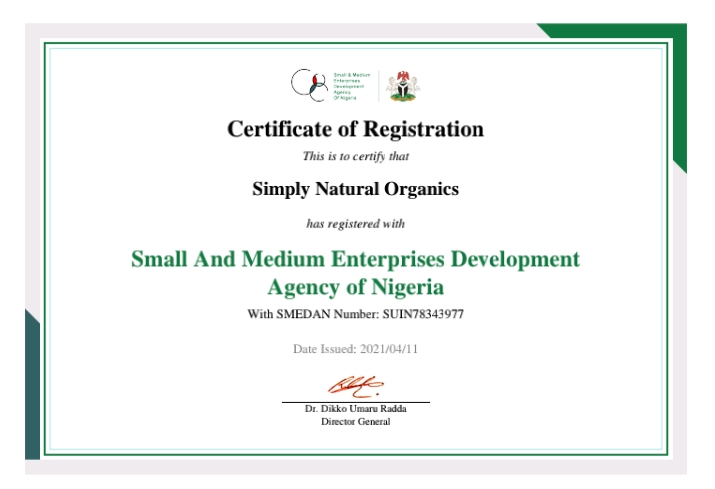 Small & Medium
Enterprises
Development
Agency
Of Nigeria
Certificate of Registration
This is to certify that
Simply Natural Organics
has registered with
Small And Medium Enterprises Development
Agency of Nigeria
With SMEDAN Number: SUIN78343977
Date Issued: 2021/04/11
Dr. Dikko Umaru Radda
Director General